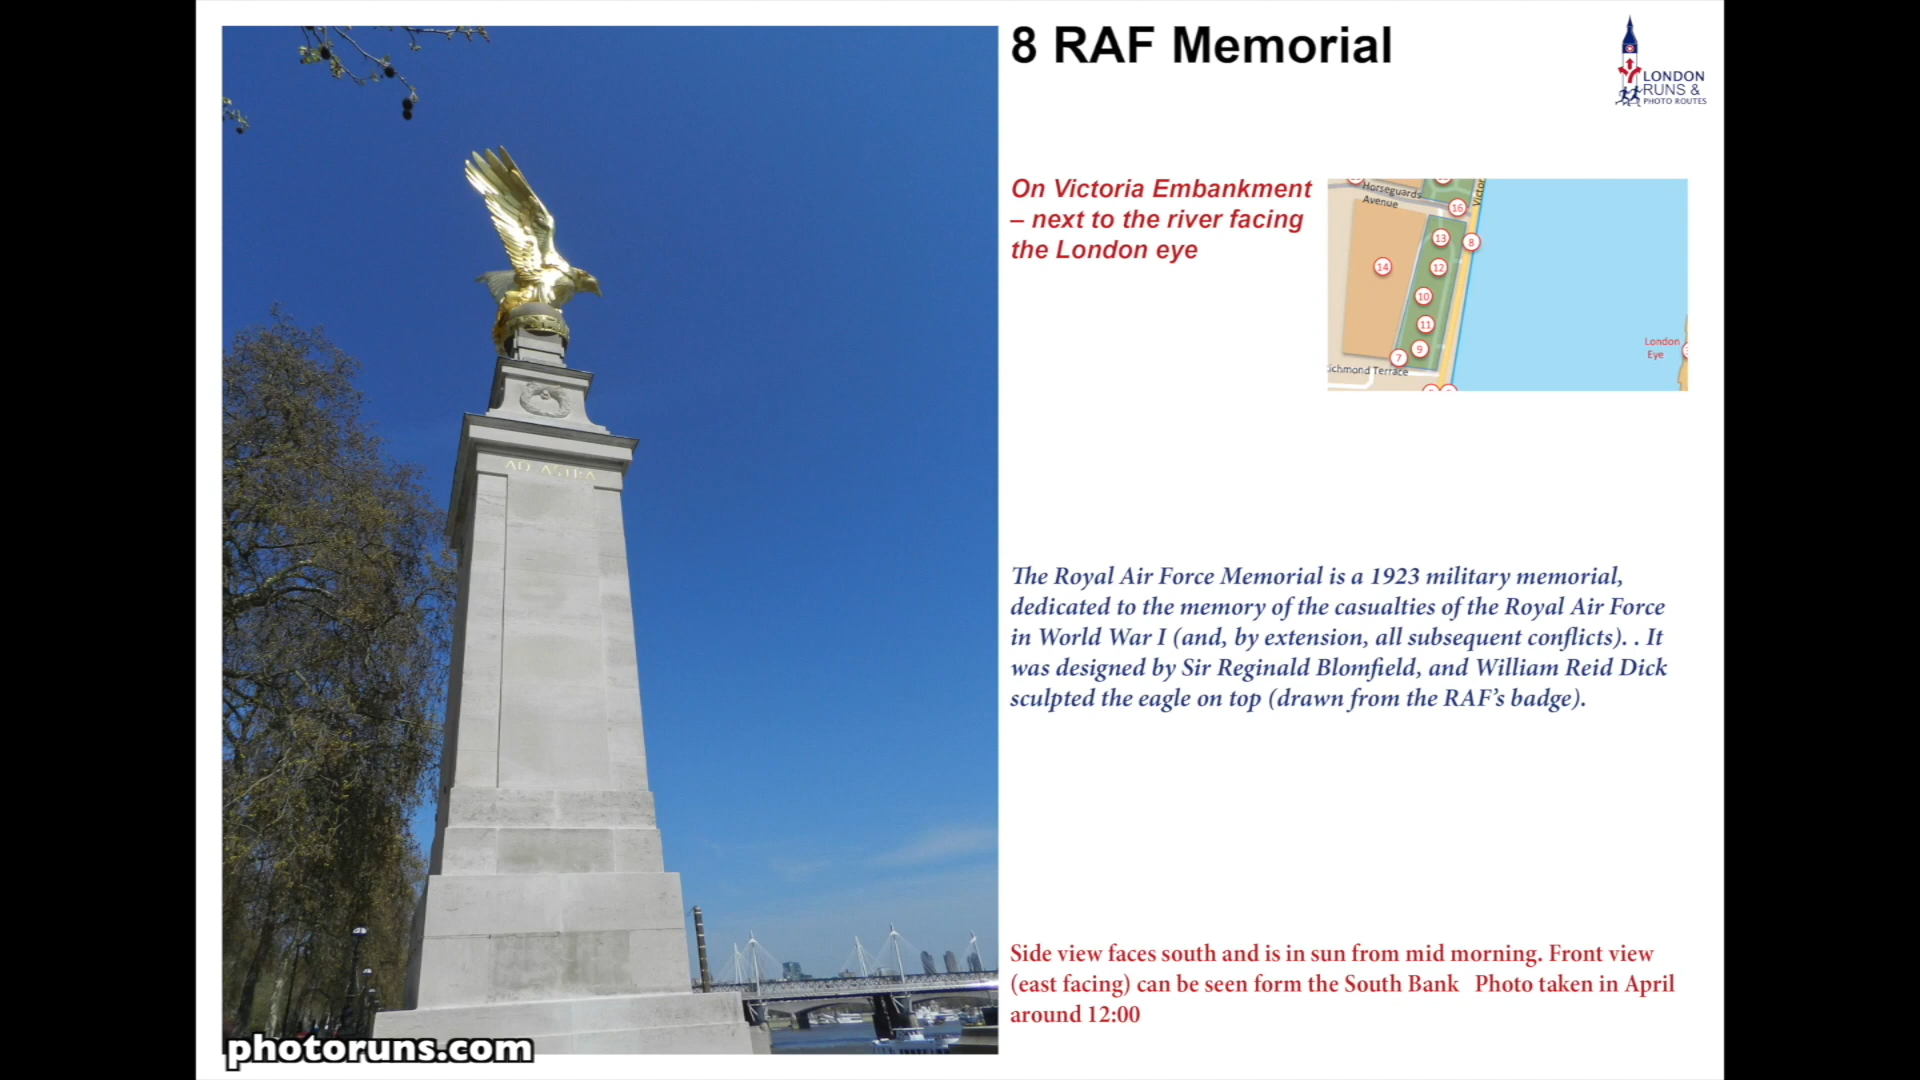 8 RAF Memorial
LONDON
RUNS &
PHOTO ROUTES
On Victoria Embankment
– next to the river facing
the London eye
Horseguards
Avenue
Victor
16
13
8
14
12
10
11
9
7
London
Eye
ichmond Terrace
AD ASTRA
The Royal Air Force Memorial is a 1923 military memorial,
dedicated to the memory of the casualties of the Royal Air Force
in World War I (and, by extension, all subsequent conflicts). . It
was designed by Sir Reginald Blomfield, and William Reid Dick
sculpted the eagle on top (drawn from the RAF's badge).
Side view faces south and is in sun from mid morning. Front view
(east facing) can be seen form the South Bank   Photo taken in April
around 12:00
photoruns.com